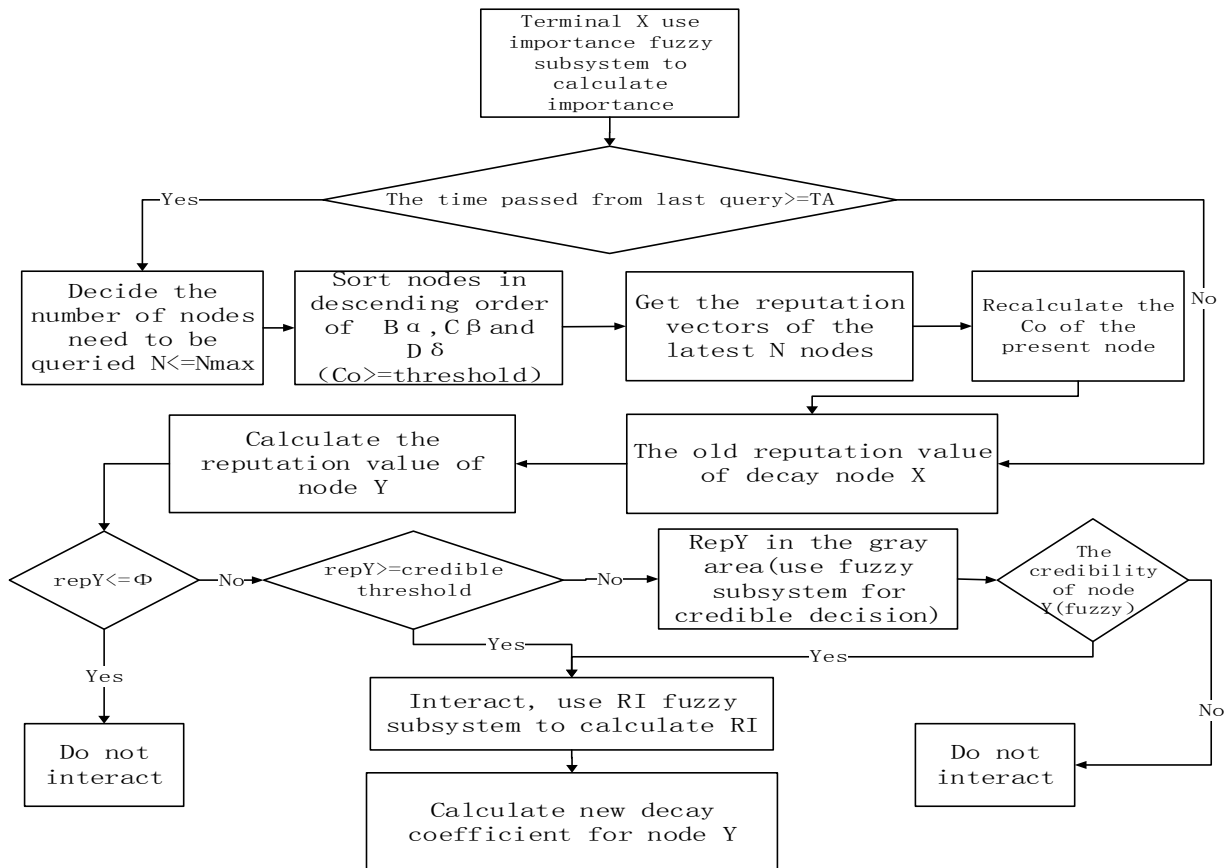 Terminal X use
importance fuzzy
subsystem to
calculate
importance
The time passed from last query>=TA
Yes
No
Decide the
number of nodes
need to be
queried N<=Nmax
Sort nodes in
descending order
of Bα,Cβ and
Dδ
(Co>=threshold)
Get the reputation
vectors of the
latest N nodes
Recalculate the
Co of the
present node
The old reputation value
of decay node X
Calculate the
reputation value of
node Y
repY<=Φ
No
Yes
repY>=credible
threshold
No
Yes
RepY in the gray
area(use fuzzy
subsystem for
credible decision)
The
credibility
of node
Y(fuzzy)
Yes
No
Do not
interact
Interact, use RI fuzzy
subsystem to calculate RI
Do not
interact
Calculate new decay
coefficient for node Y